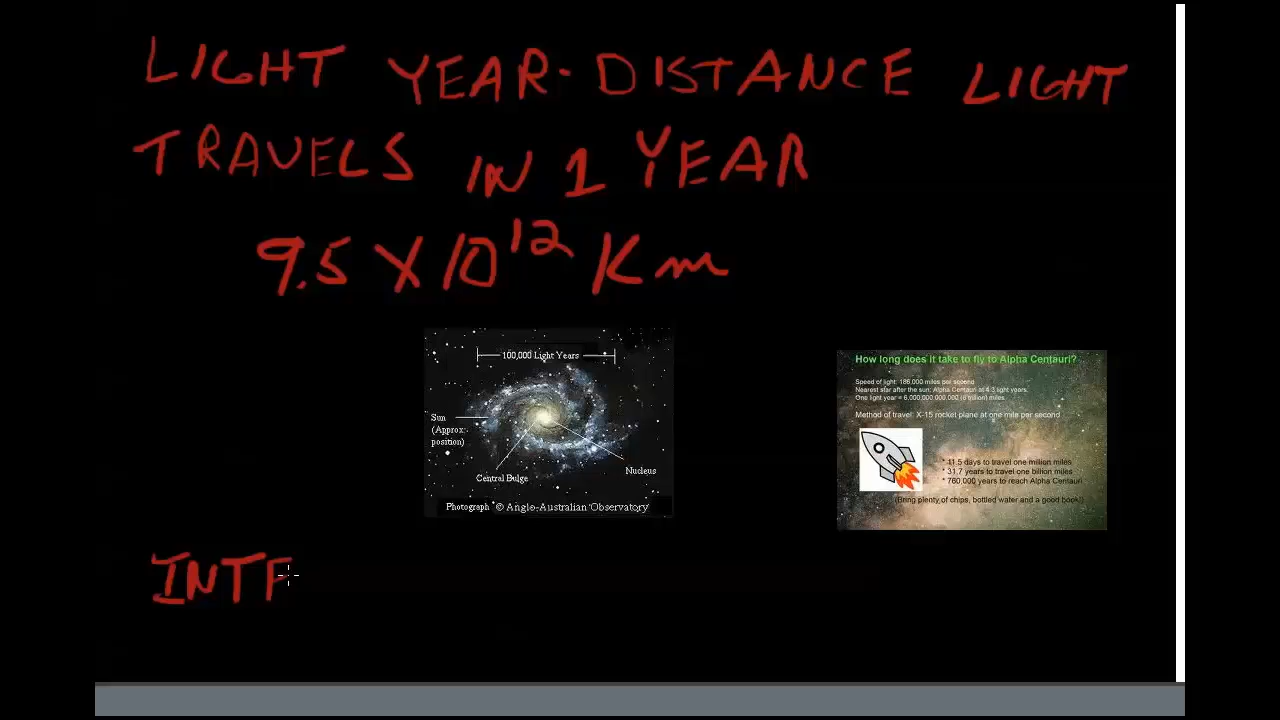 LIGHT YEAR-DISTANCE LIGHT
TRAVELS IN 1 YEAR
9.5 X 10¹² Km
100,000 Light Years
Sun
(Approx.
position)
Nucleus
Central Bulge
Photograph © Anglo-Australian Observatory
How long does it take to fly to Alpha Centauri?
Speed of light: 186,000 miles per second
Nearest star after the sun: Alpha Centauri at 4.3 light years.
One light year = 6,000,000,000,000 (6 trillion) miles
Method of travel: X-15 rocket plane at one mile per second
* 11.5 days to travel one million miles
* 31.7 years to travel one billion miles
* 760,000 years to reach Alpha Centauri
(Bring plenty of chips, bottled water and a good book!)
INTF